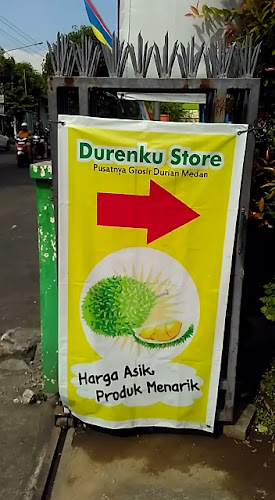 Durenku Store
Pusatnya Grosir Durian Medan
Harga Asik,
Produk Menarik